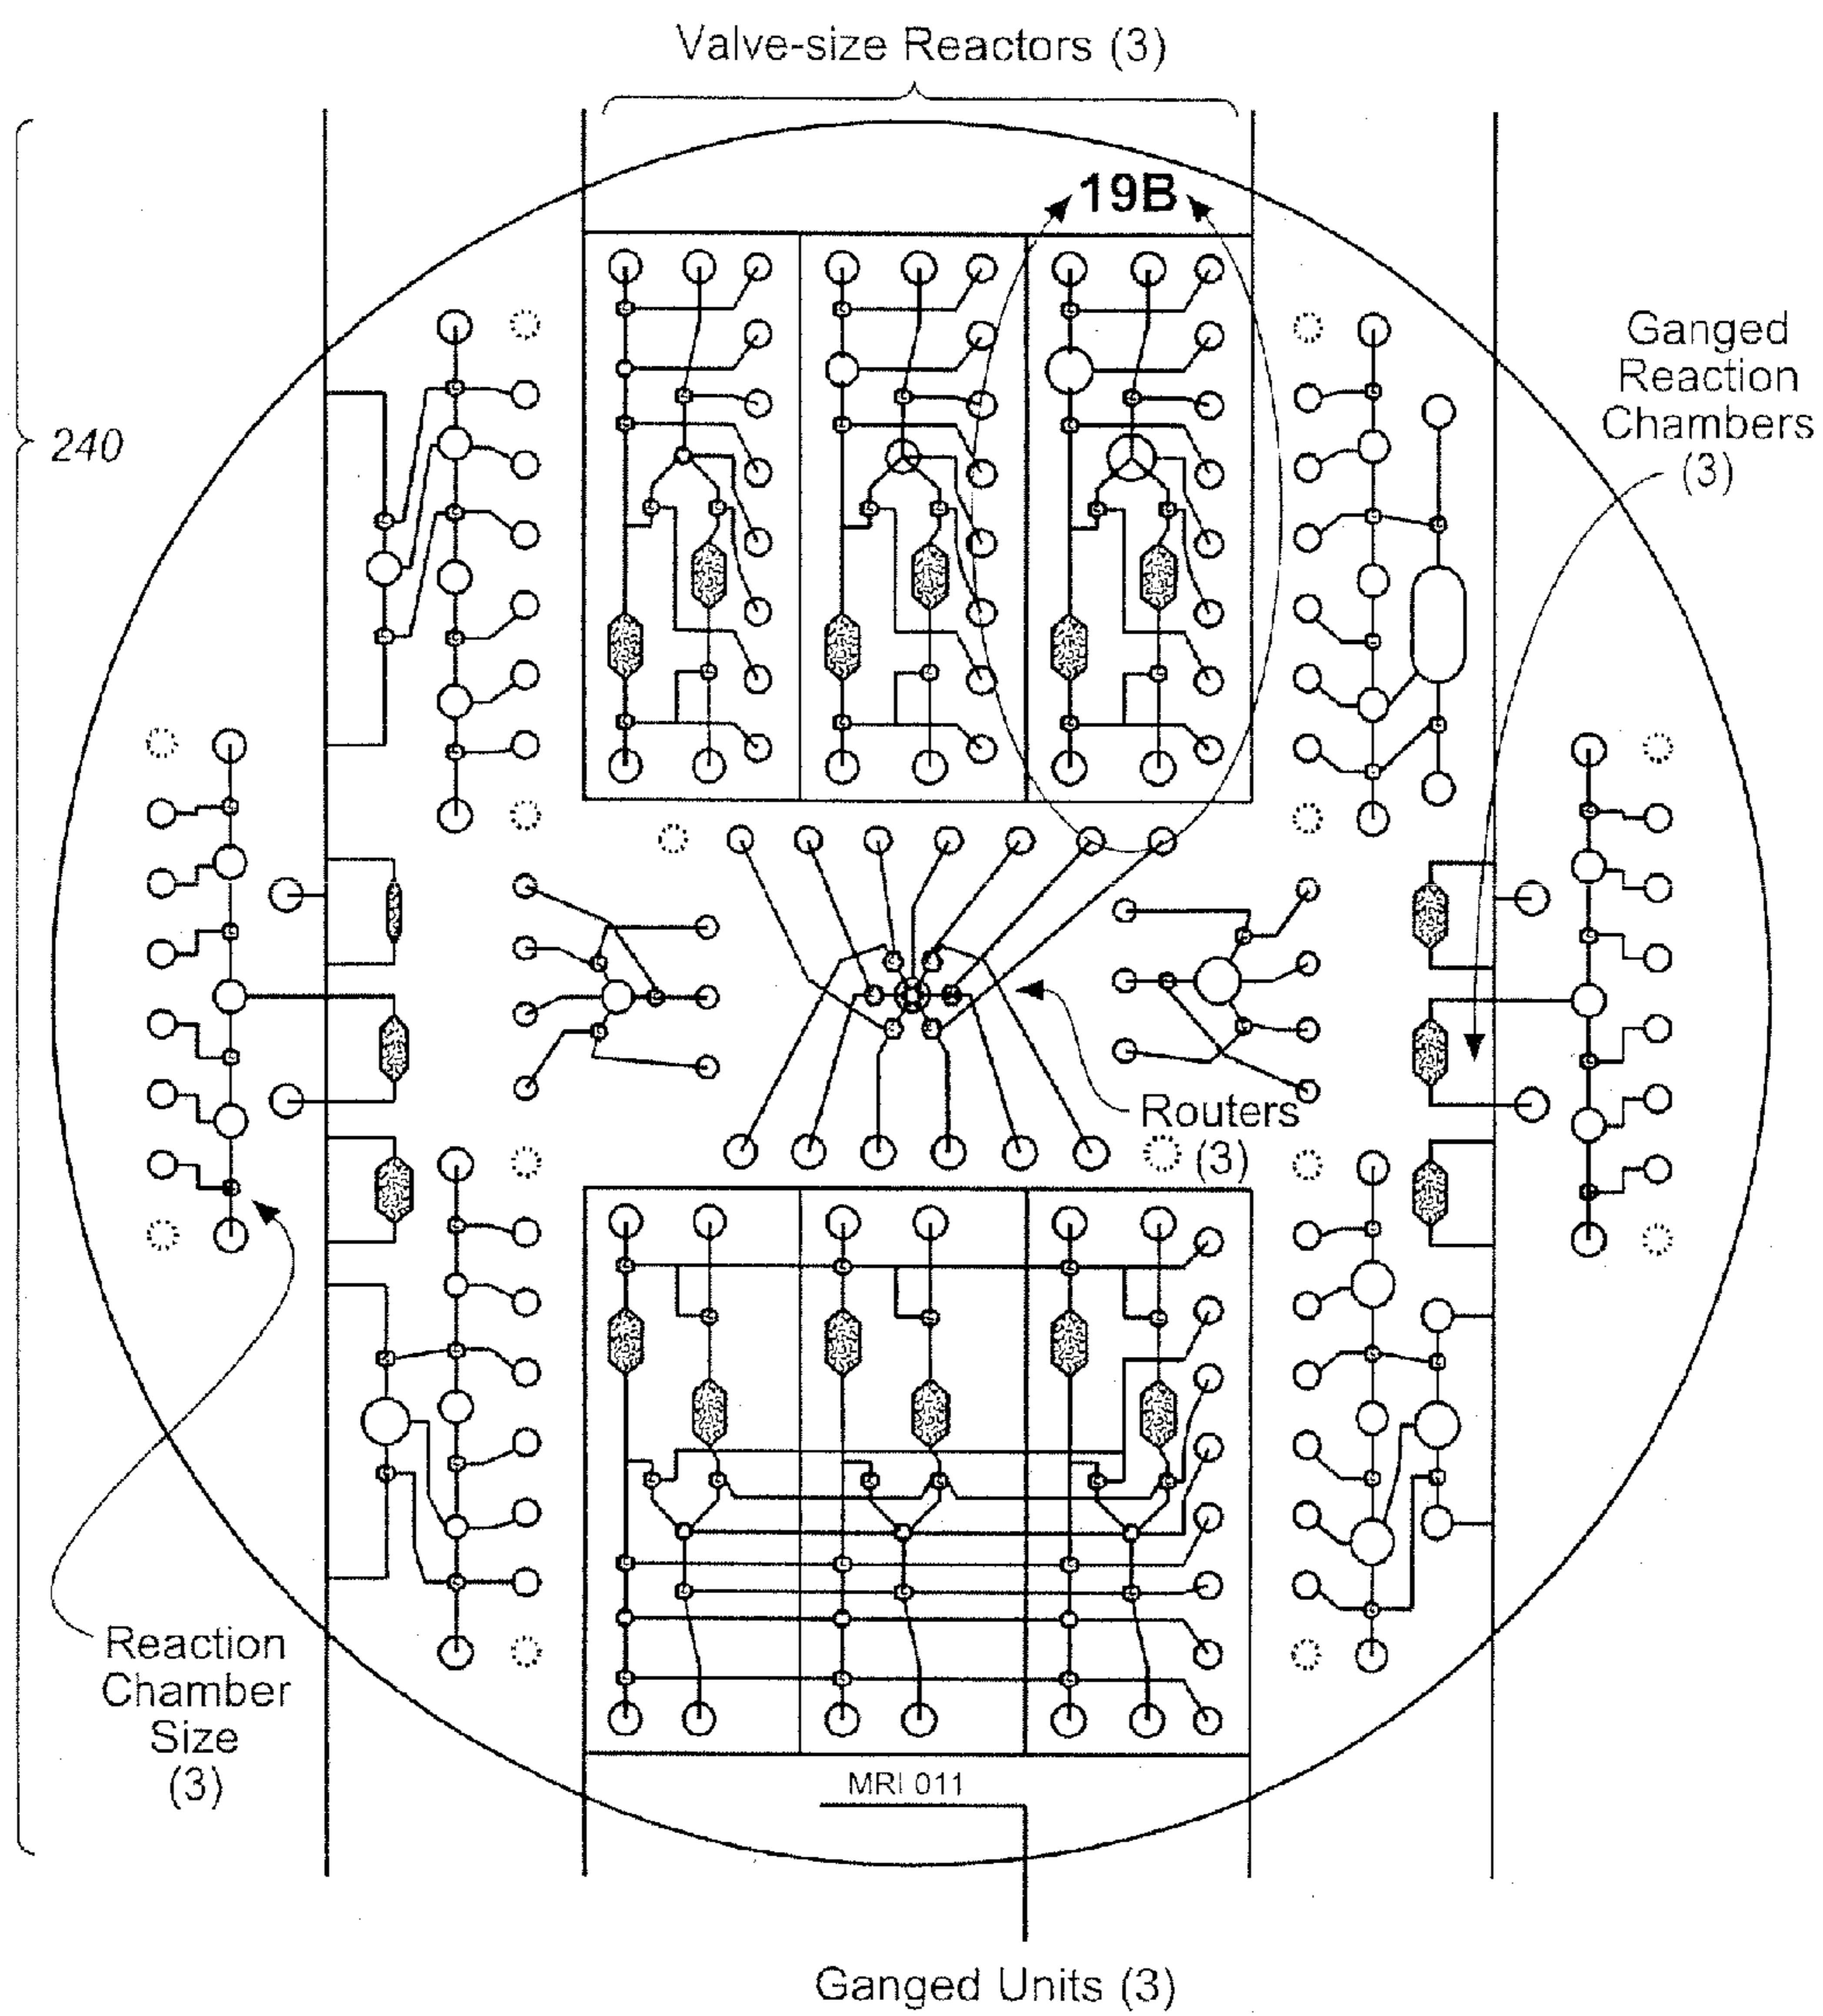 Valve-size Reactors (3)
19B
240
Ganged
Reaction
Chambers
(3)
Routers
(3)
Reaction
Chamber
Size
(3)
MRI 011
Ganged Units (3)